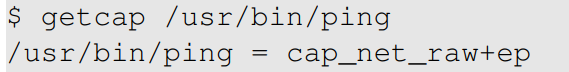 $ getcap /usr/bin/ping
/usr/bin/ping = cap_net_raw+ep